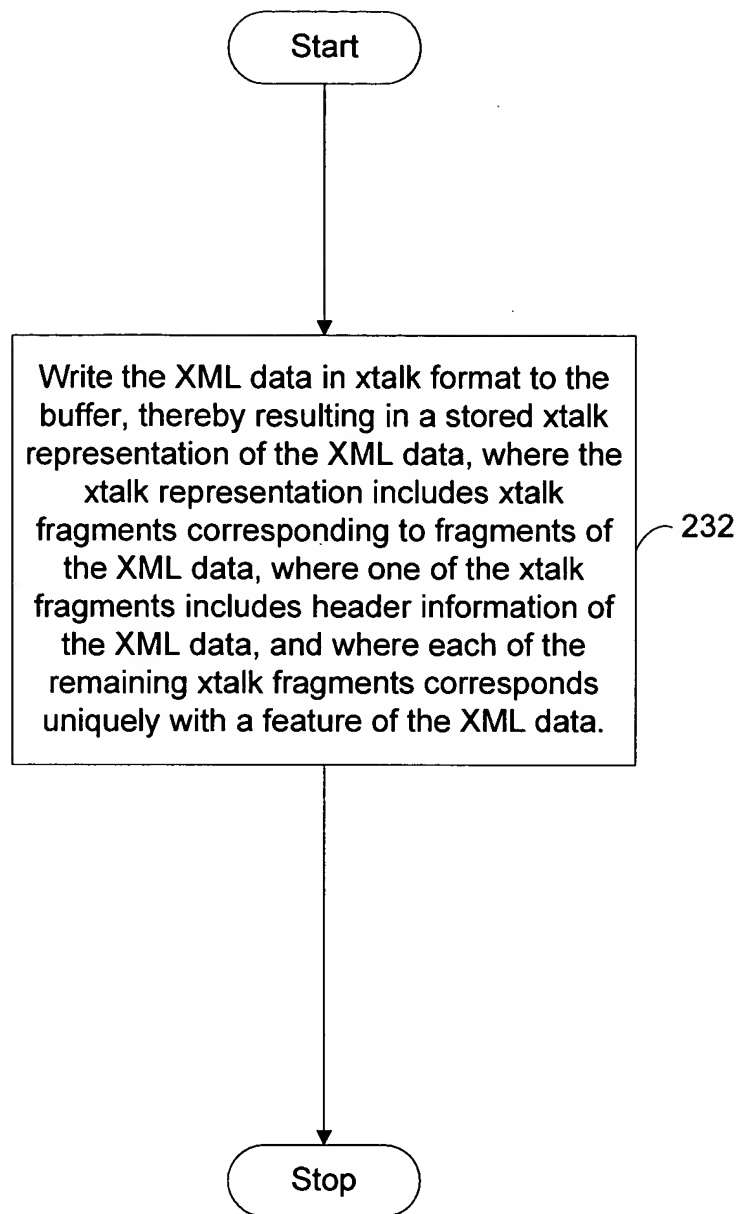 Start
Write the XML data in xtalk format to the
buffer, thereby resulting in a stored xtalk
representation of the XML data, where the
xtalk representation includes xtalk
fragments corresponding to fragments of
the XML data, where one of the xtalk
fragments includes header information of
the XML data, and where each of the
remaining xtalk fragments corresponds
uniquely with a feature of the XML data.
232
Stop